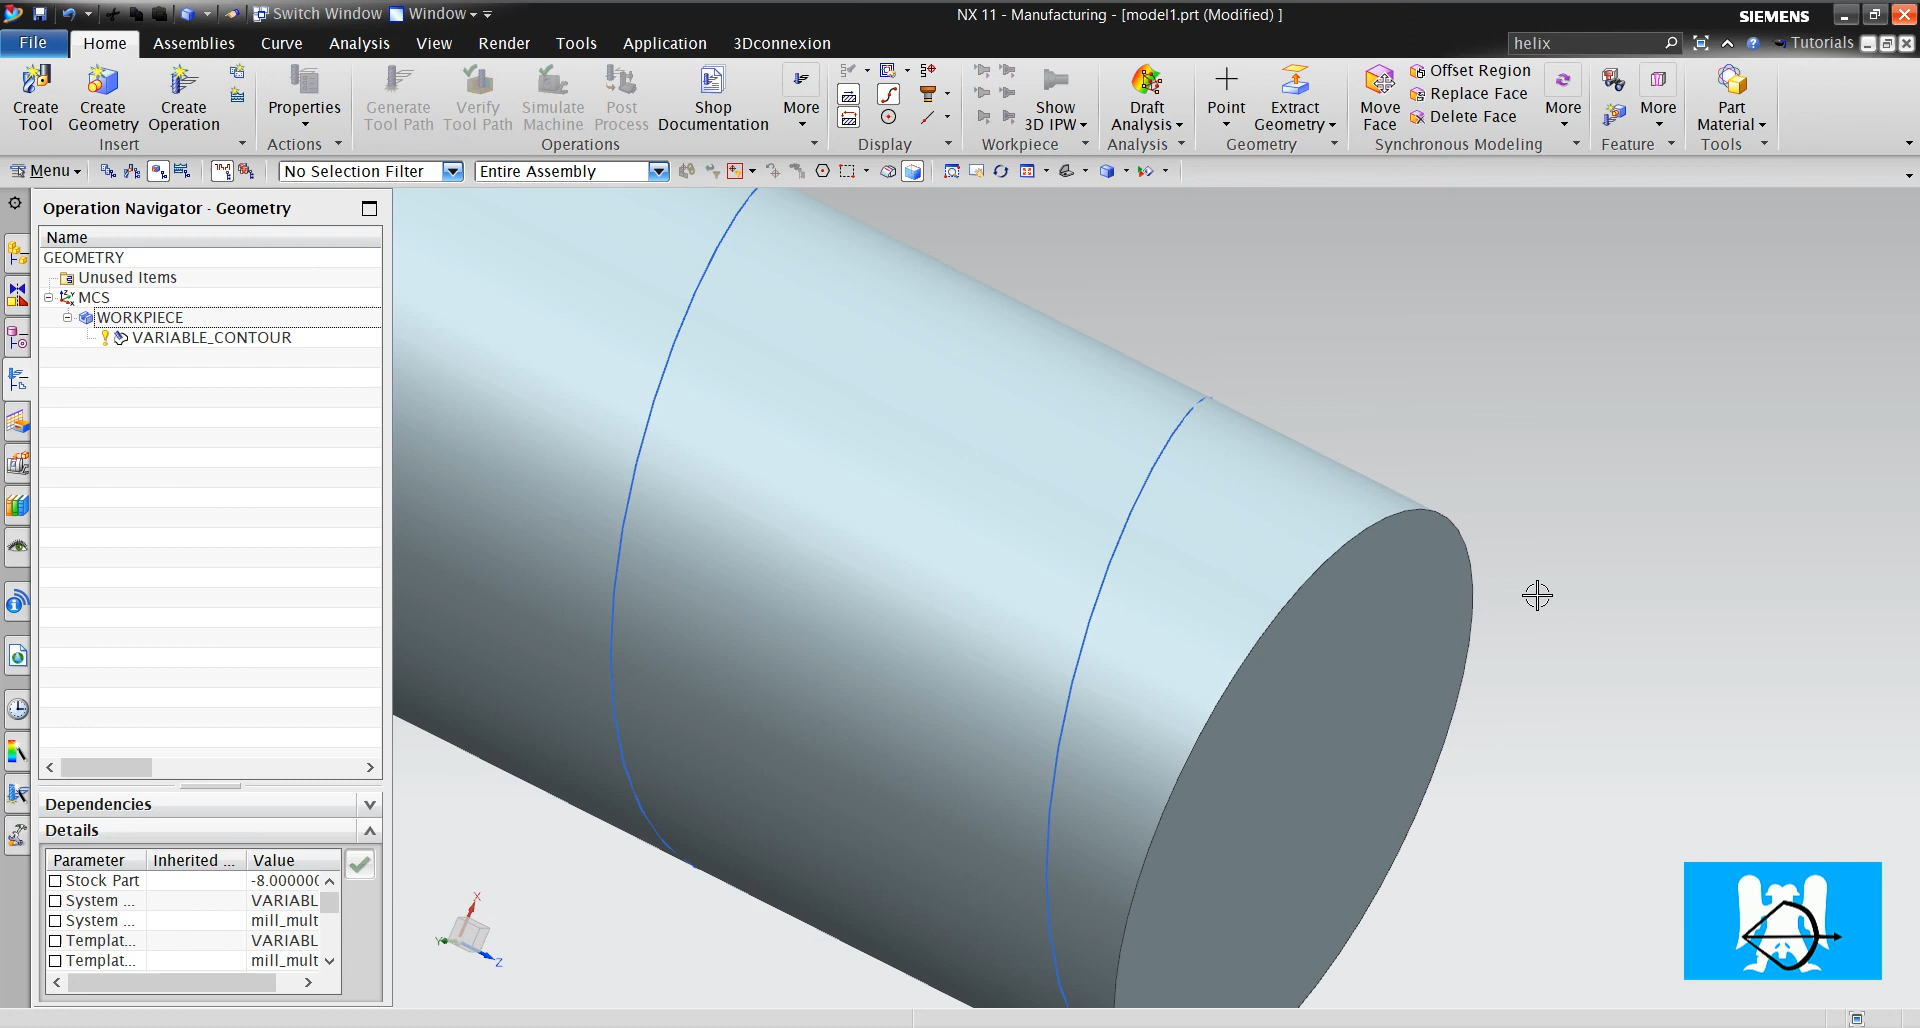 Switch Window
Window
NX 11 - Manufacturing - [model1.prt (Modified) ]
SIEMENS
File
Home
Assemblies
Curve
Analysis
View
Render
Tools
Application
3Dconnexion
helix
Tutorials
Create Tool
Create Geometry
Create Operation
Properties
Generate Tool Path
Verify Tool Path
Simulate Machine
Post Process
Shop Documentation
More
Show 3D IPW
Draft Analysis
Point
Extract Geometry
Move Face
Offset Region
Replace Face
Delete Face
More
More
Part Material
Insert
Actions
Operations
Display
Workpiece
Analysis
Geometry
Synchronous Modeling
Feature
Tools
Menu
No Selection Filter
Entire Assembly
Operation Navigator - Geometry
Name
GEOMETRY
Unused Items
MCS
WORKPIECE
VARIABLE_CONTOUR
Dependencies
Details
Parameter Inherited ... Value
Stock Part -8.00000
System ... VARIABL
System ... mill_mult
Templat... VARIABL
Templat... mill_mult
X
Y
Z